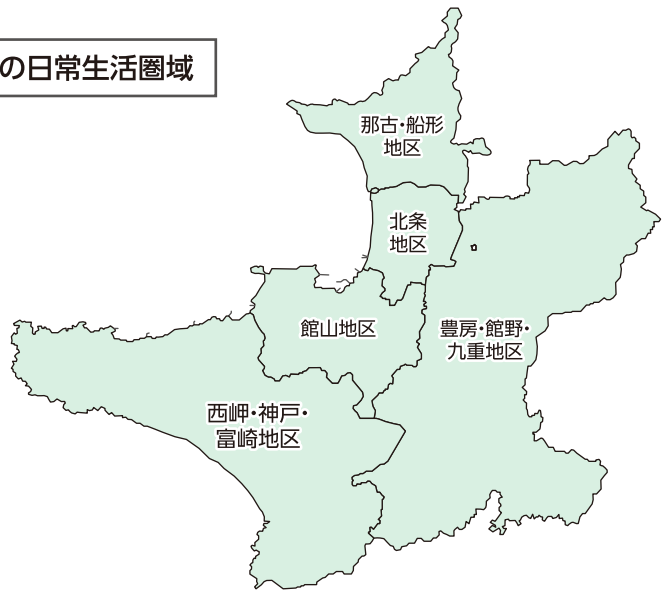 の日常生活圏域
那古・船形
地区
北条
地区
館山地区
豊房・館野・
九重地区
西岬・神戸・
富崎地区